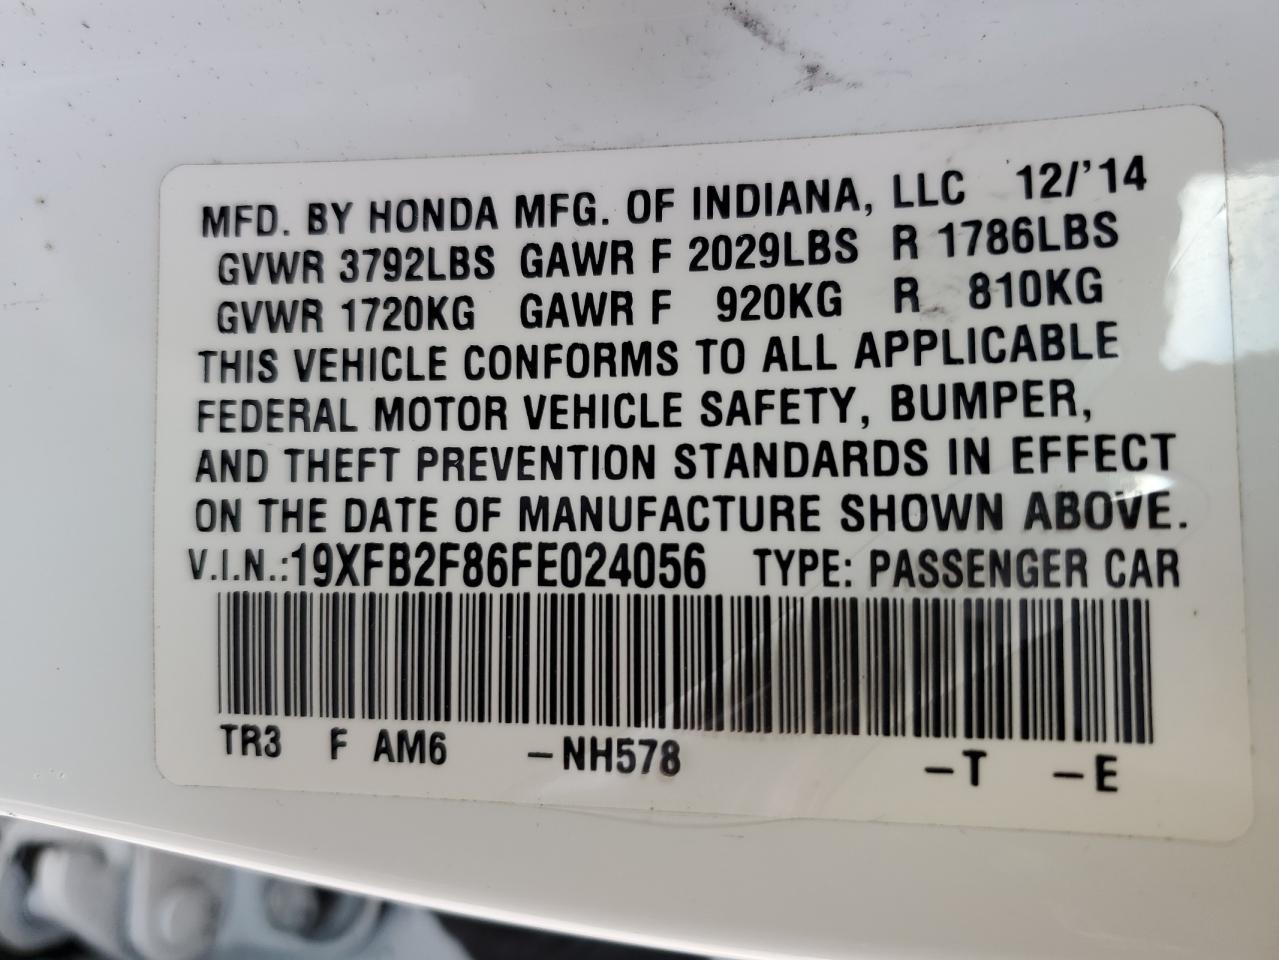 MFD. BY HONDA MFG. OF INDIANA, LLC 12/'14
GVWR 3792LBS GAWR F 2029LBS R 1786LBS
GVWR 1720KG GAWR F 920KG R 810KG
THIS VEHICLE CONFORMS TO ALL APPLICABLE
FEDERAL MOTOR VEHICLE SAFETY, BUMPER,
AND THEFT PREVENTION STANDARDS IN EFFECT
ON THE DATE OF MANUFACTURE SHOWN ABOVE.
V.I.N.:19XFB2F86FE024056 TYPE: PASSENGER CAR
TR3 F AM6 –NH578 –T –E